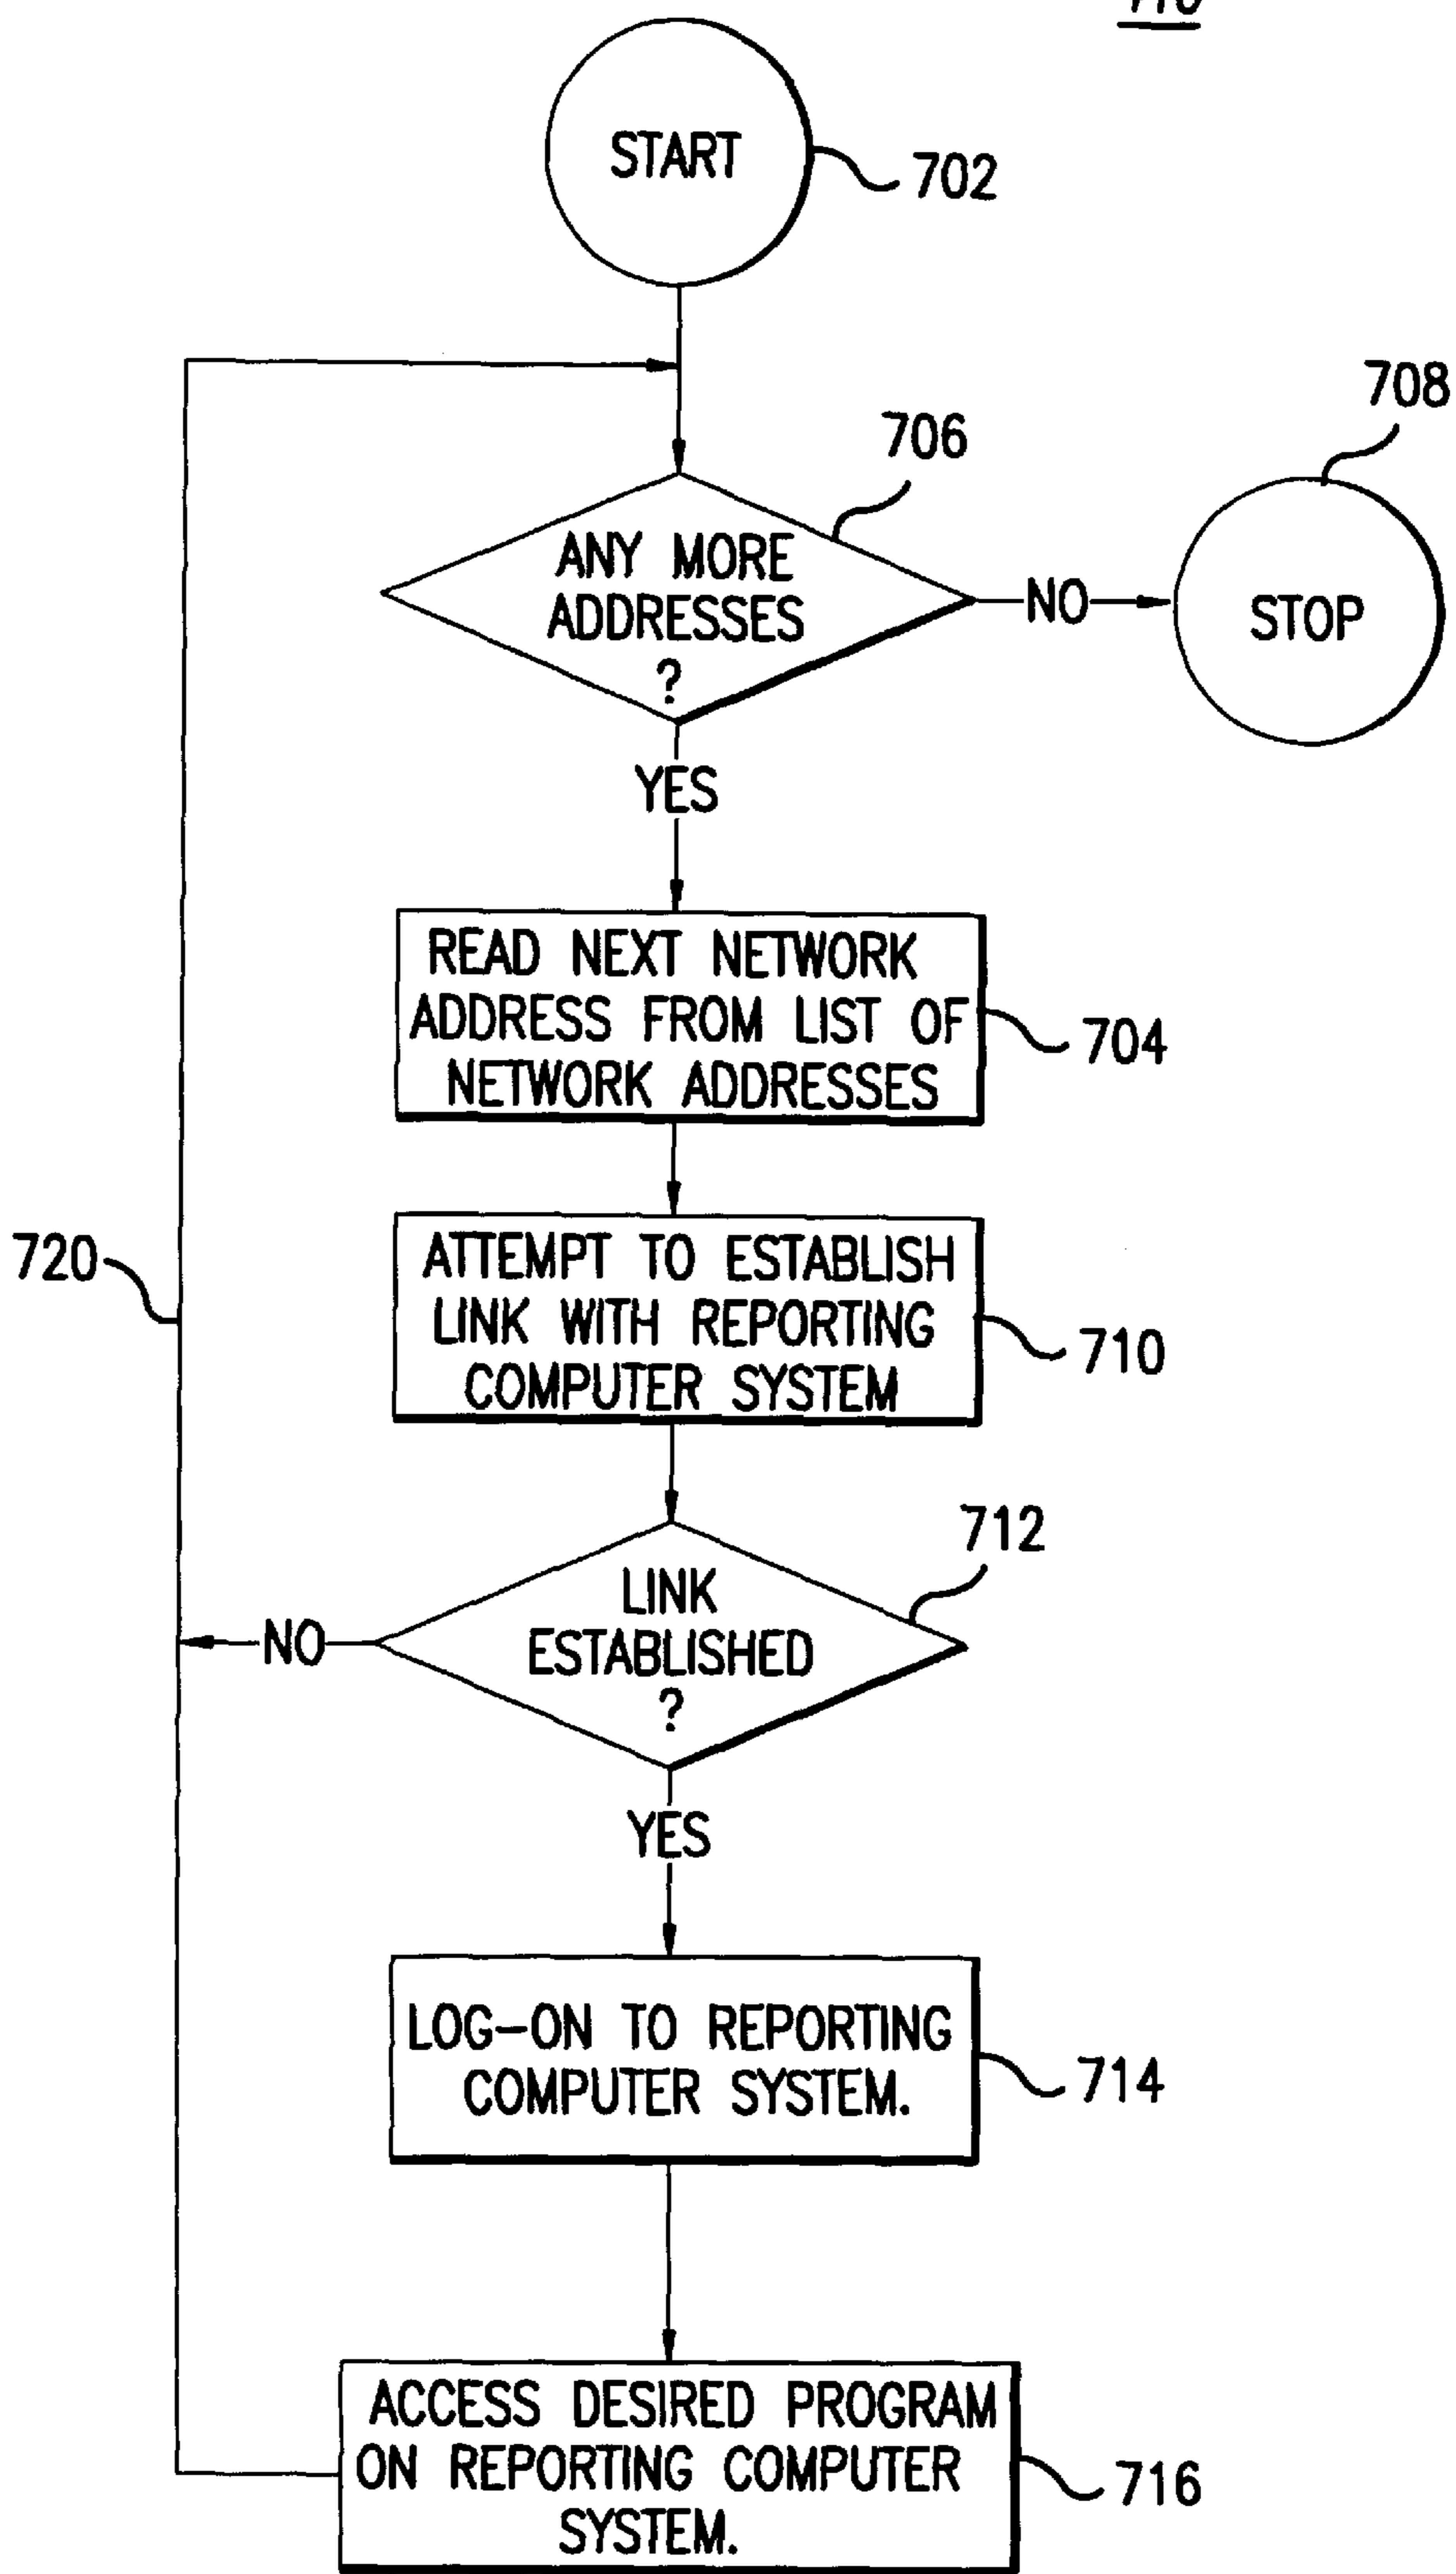 START
702
708
706
ANY MORE
ADDRESSES
?
NO
STOP
YES
READ NEXT NETWORK
ADDRESS FROM LIST OF
NETWORK ADDRESSES
704
720
ATTEMPT TO ESTABLISH
LINK WITH REPORTING
COMPUTER SYSTEM
710
712
LINK
ESTABLISHED
?
NO
YES
LOG-ON TO REPORTING
COMPUTER SYSTEM.
714
ACCESS DESIRED PROGRAM
ON REPORTING COMPUTER
SYSTEM.
716